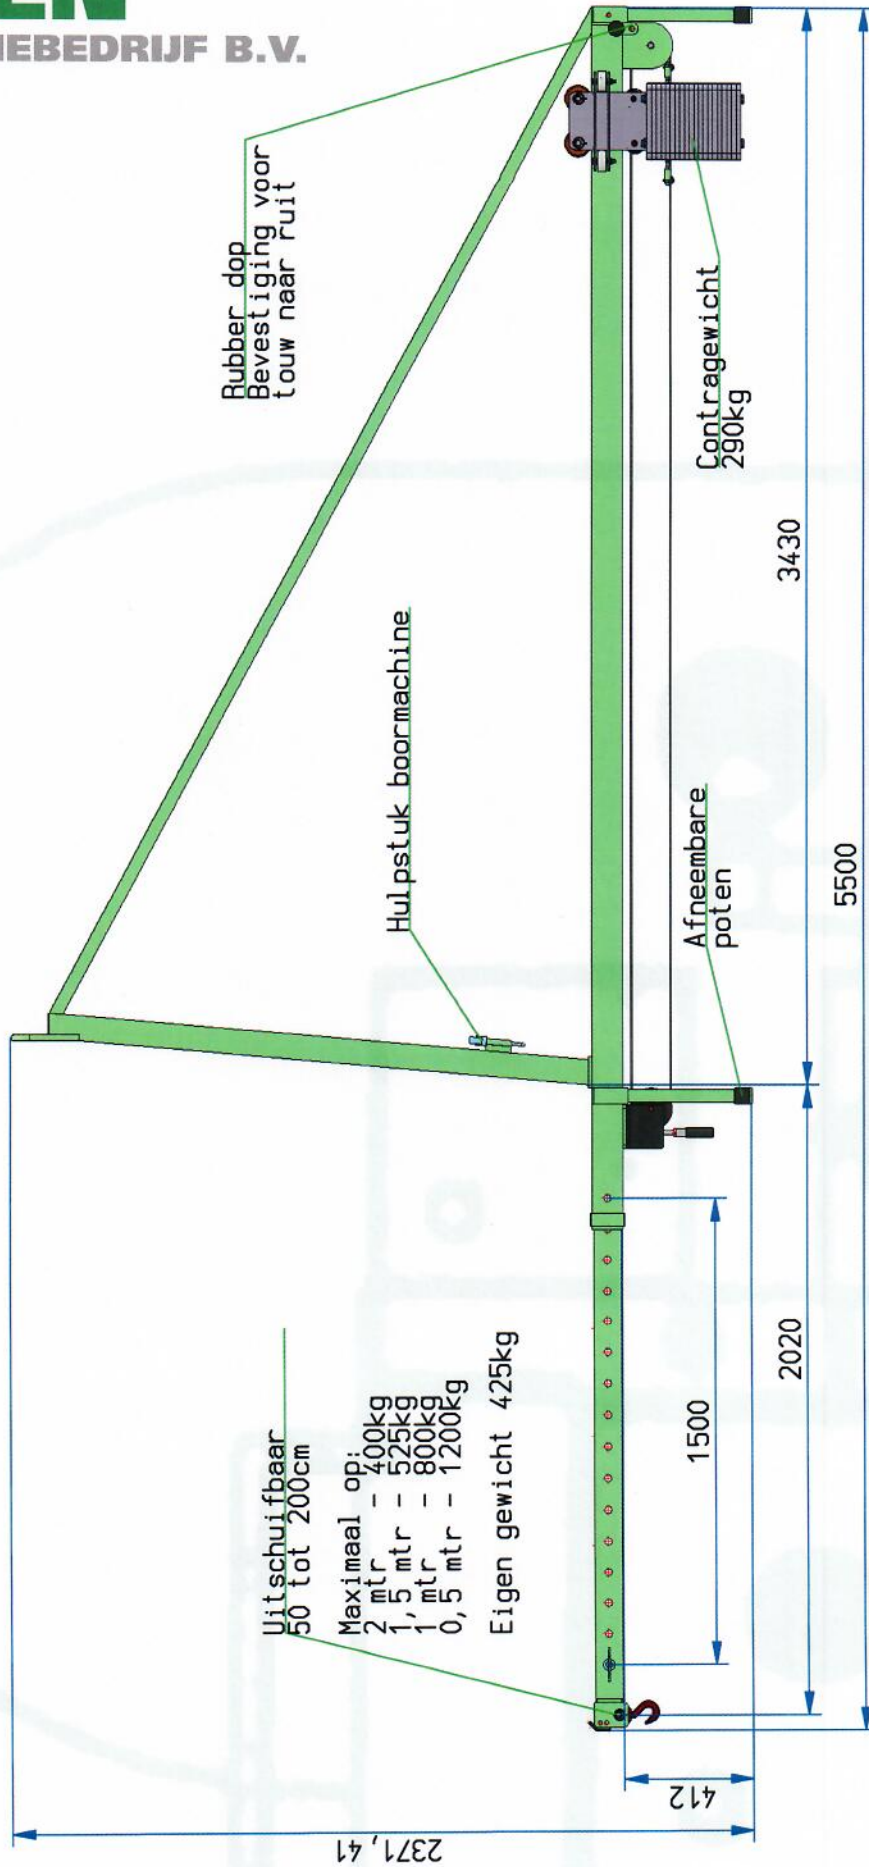 EN
IEBEDRIJF B.V.
Rubber dop
Bevestiging voor
touw naar ruit
Contragewicht
290kg
Hulpstuk boormachine
Afneembare
poten
Uitschuifbaar
50 tot 200cm
Maximaal op:
2 mtr - 400kg
1,5 mtr - 525kg
1 mtr - 800kg
0,5 mtr - 1200kg
Eigen gewicht 425kg
3430
5500
2020
1500
412
2371,41